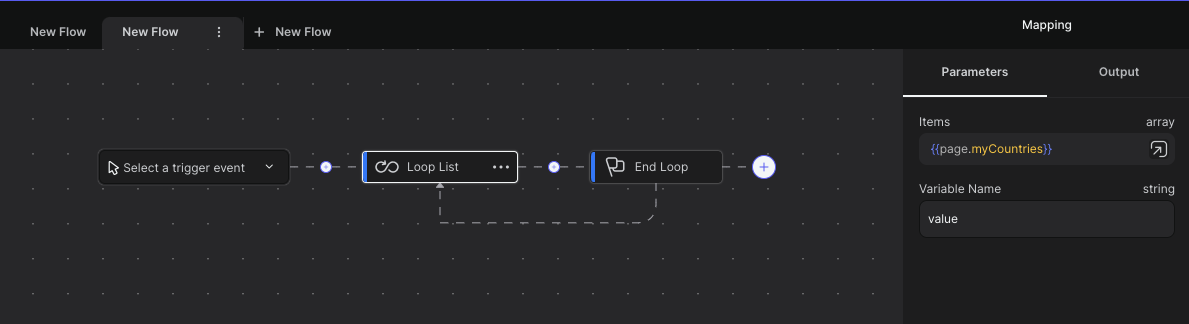 New Flow
New Flow
+ New Flow
Mapping
Parameters
Output
Items
array
{{page.myCountries}}
Variable Name
string
value
Select a trigger event
Loop List
End Loop